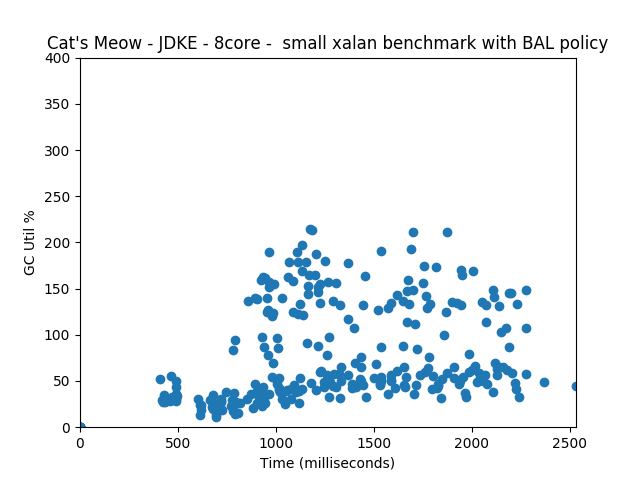 Cat's Meow - JDKE - 8core -  small xalan benchmark with BAL policy
400
350
300
250
200
150
100
50
0
GC Util %
0 500 1000 1500 2000 2500
Time (milliseconds)